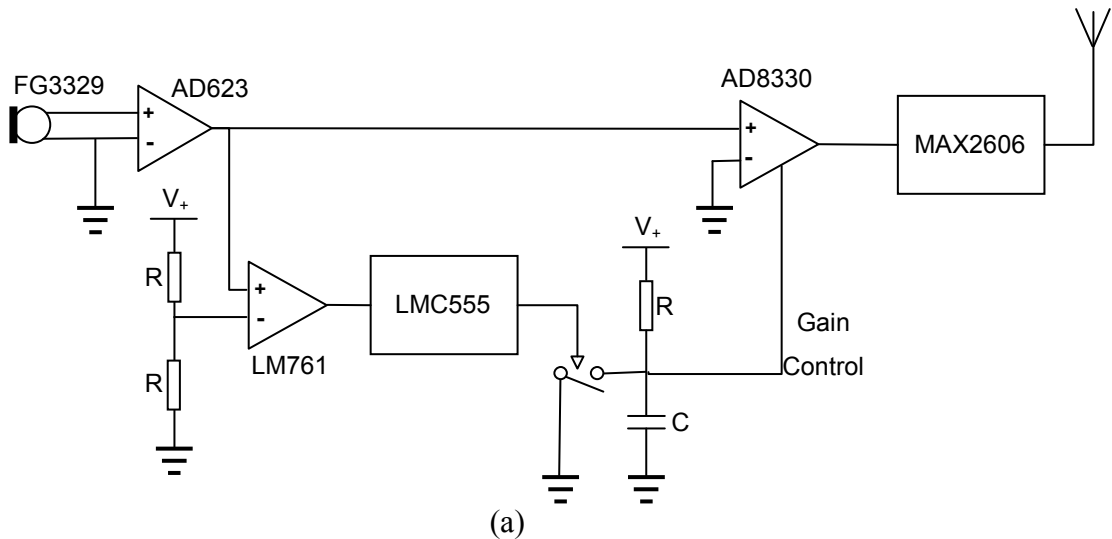 FG3329
AD623
+
-
AD8330
+
-
MAX2606
V+
R
R
+
-
LM761
LMC555
V+
R
C
Gain
Control
(a)